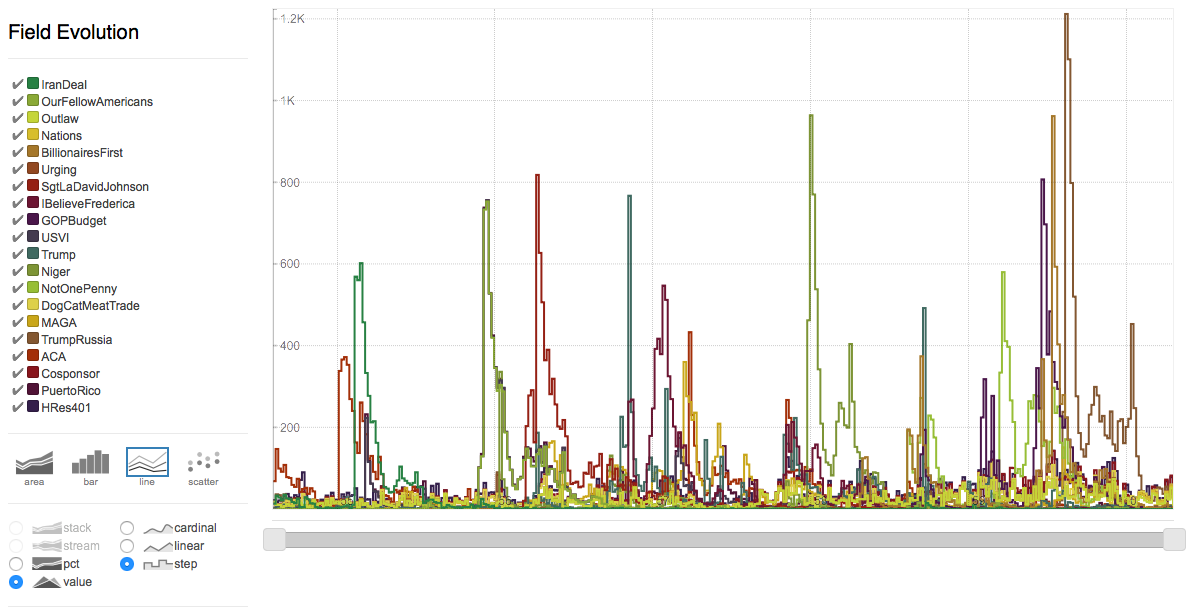 Field Evolution
IranDeal
OurFellowAmericans
Outlaw
Nations
BillionairesFirst
Urging
SgtLaDavidJohnson
IBelieveFrederica
GOPBudget
USVI
Trump
Niger
NotOnePenny
DogCatMeatTrade
MAGA
TrumpRussia
ACA
Cosponsor
PuertoRico
HRes401
area bar line scatter
stack cardinal
stream linear
pct step
value
1.2K
1K
800
600
400
200